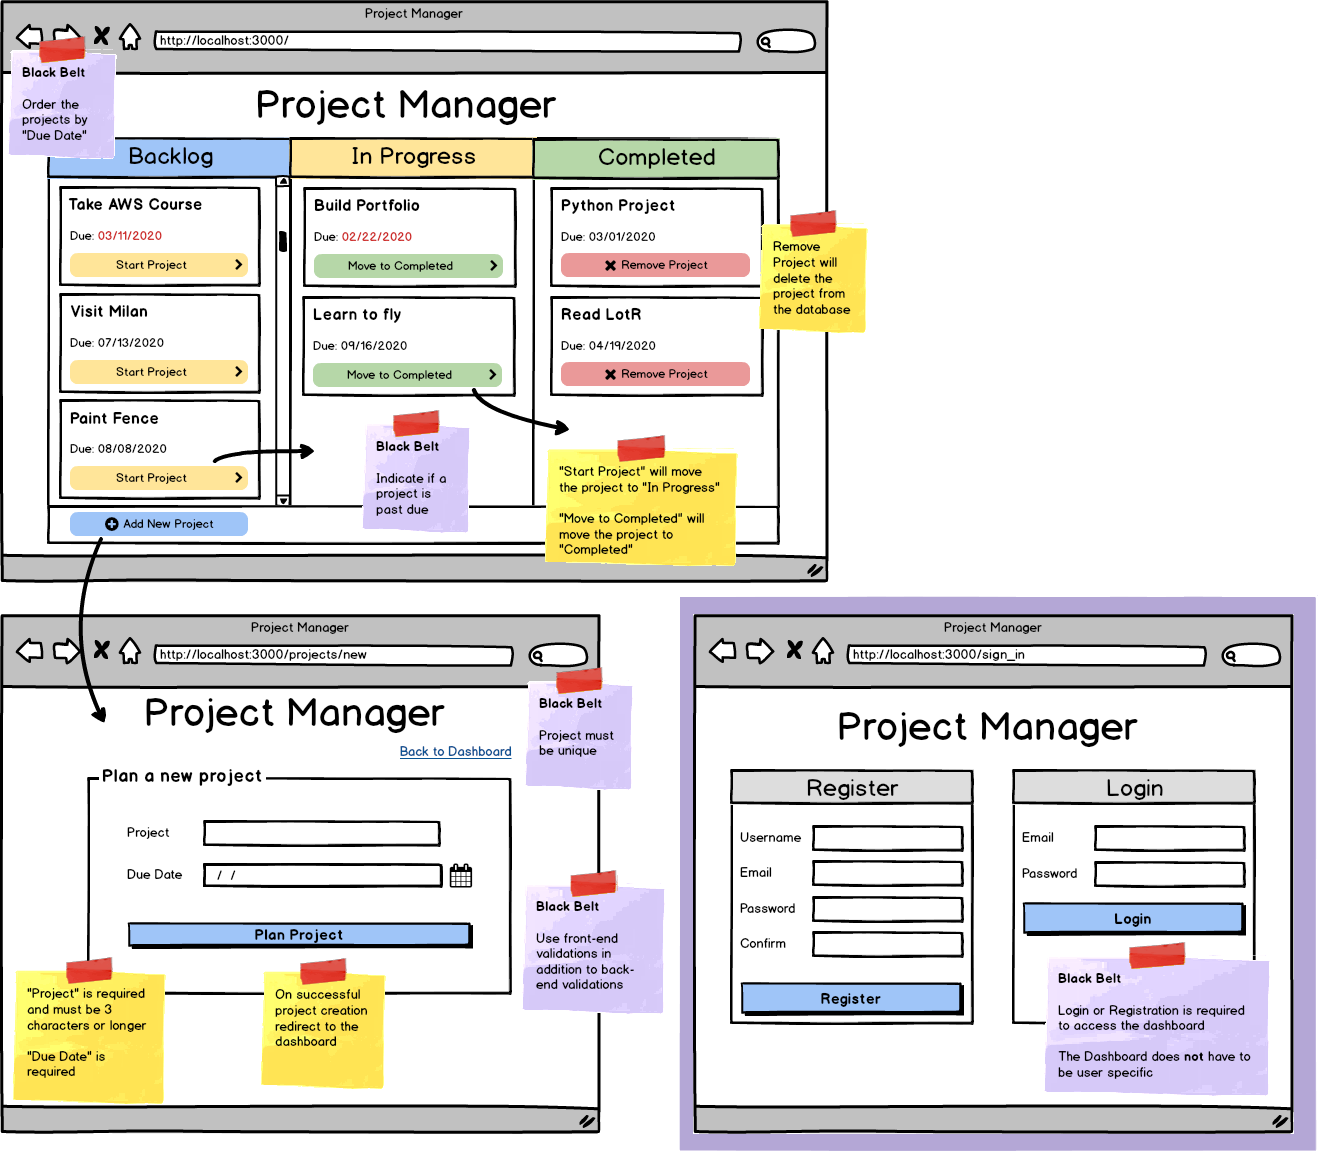 Project Manager
http://localhost:3000/
Black Belt
Order the
projects by
"Due Date"
Project Manager
Backlog
In Progress
Completed
Take AWS Course
Due: 03/11/2020
Start Project
Visit Milan
Due: 07/13/2020
Start Project
Paint Fence
Due: 08/08/2020
Start Project
Build Portfolio
Due: 02/22/2020
Move to Completed
Learn to fly
Due: 09/16/2020
Move to Completed
Black Belt
Indicate if a
project is
past due
Python Project
Due: 03/01/2020
Remove Project
Read LotR
Due: 04/19/2020
Remove Project
Remove
Project will
delete the
project from
the database
"Start Project" will move
the project to "In Progress"
"Move to Completed" will
move the project to
"Completed"
Add New Project
Project Manager
http://localhost:3000/projects/new
Project Manager
Back to Dashboard
Black Belt
Project must
be unique
Plan a new project
Project
Due Date
/ /
Plan Project
Black Belt
Use front-end
validations in
addition to back-
end validations
"Project" is required
and must be 3
characters or longer
"Due Date" is
required
On successful
project creation
redirect to the
dashboard
Project Manager
http://localhost:3000/sign_in
Project Manager
Register
Username
Email
Password
Confirm
Register
Login
Email
Password
Login
Black Belt
Login or Registration is required
to access the dashboard
The Dashboard does not have to
be user specific